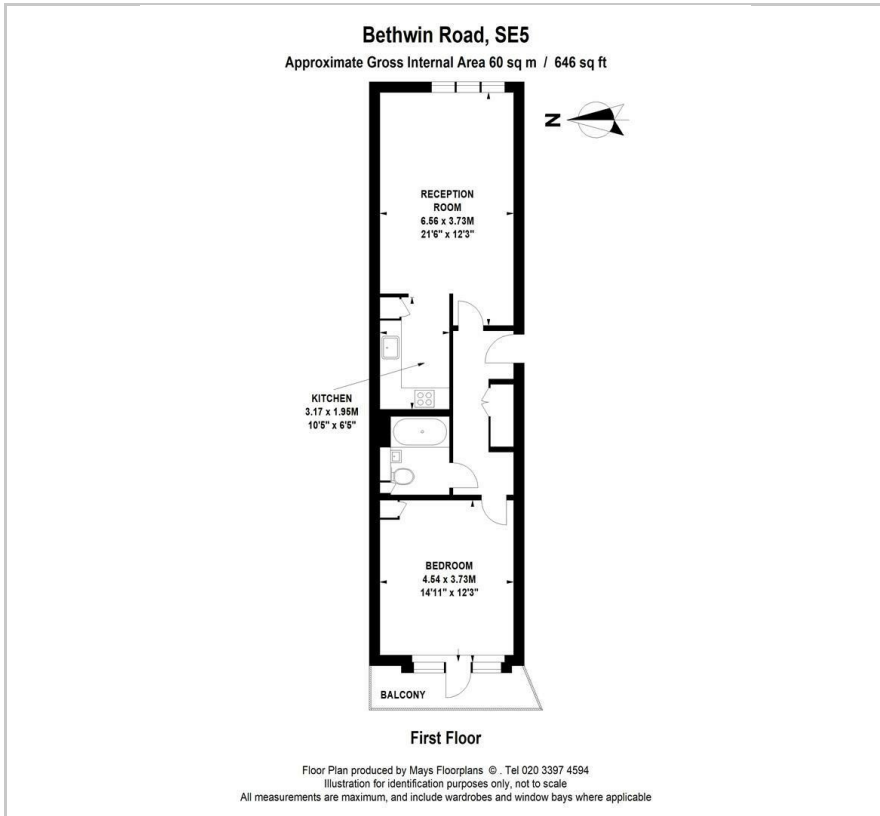 Bethwin Road, SE5
Approximate Gross Internal Area 60 sq m / 646 sq ft
N
RECEPTION
ROOM
6.56 x 3.73M
21'6" x 12'3"
KITCHEN
3.17 x 1.95M
10'5" x 6'5"
BEDROOM
4.54 x 3.73M
14'11" x 12'3"
BALCONY
First Floor
Floor Plan produced by Mays Floorplans © . Tel 020 3397 4594
Illustration for identification purposes only, not to scale
All measurements are maximum, and include wardrobes and window bays where applicable